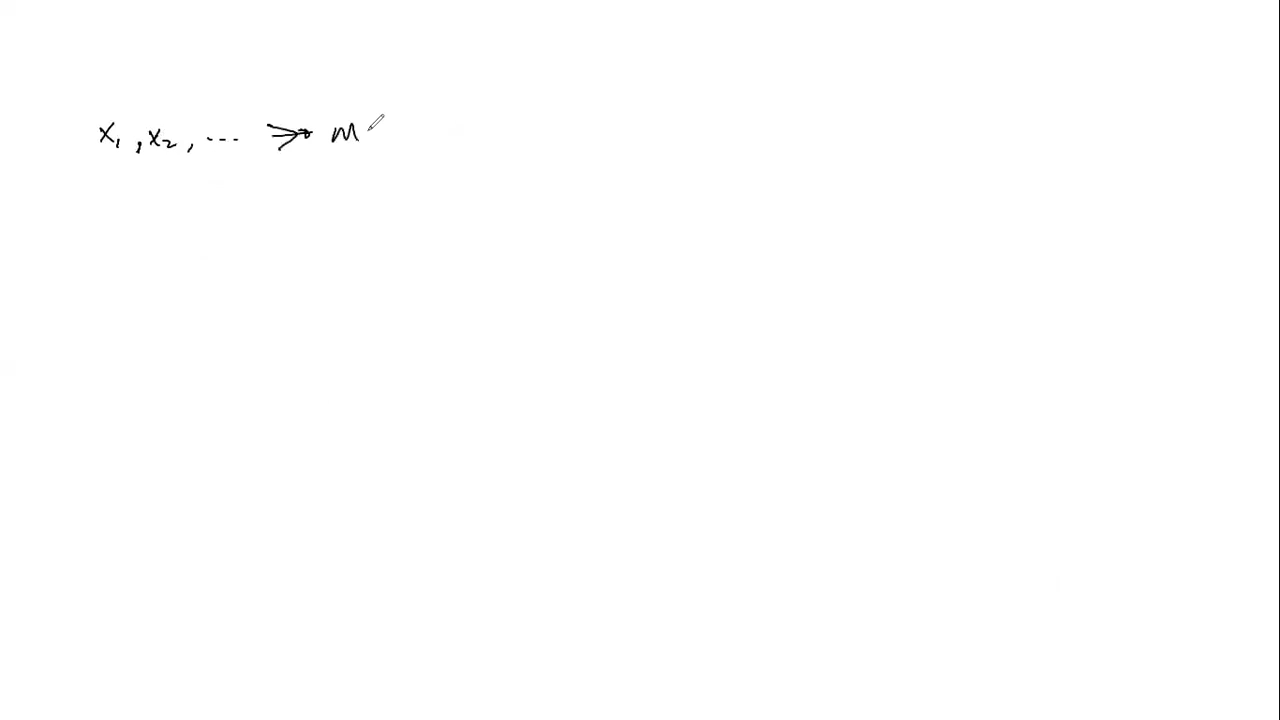 x₁, x₂, ... → m